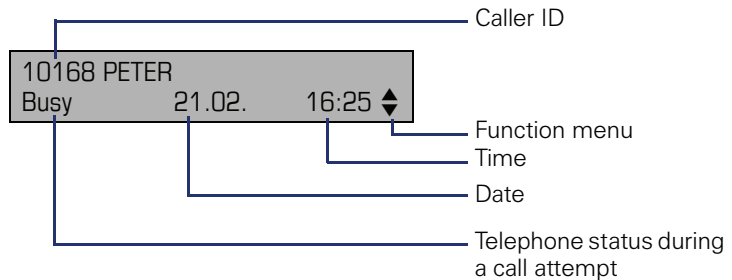 Caller ID
10168 PETER
Busy 21.02. 16:25
Function menu
Time
Date
Telephone status during
a call attempt